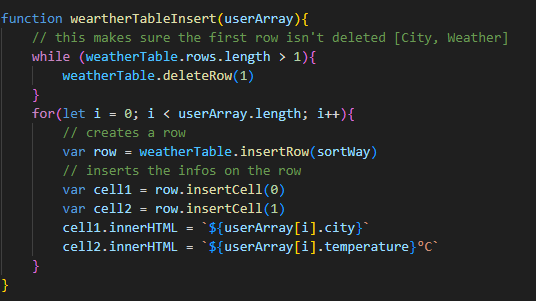 function weartherTableInsert(userArray){
// this makes sure the first row isn't deleted [City, Weather]
while (weatherTable.rows.length > 1){
weatherTable.deleteRow(1)
}
for(let i = 0; i < userArray.length; i++){
// creates a row
var row = weatherTable.insertRow(sortWay)
// inserts the infos on the row
var cell1 = row.insertCell(0)
var cell2 = row.insertCell(1)
cell1.innerHTML = `${userArray[i].city}`
cell2.innerHTML = `${userArray[i].temperature}°C`
}
}